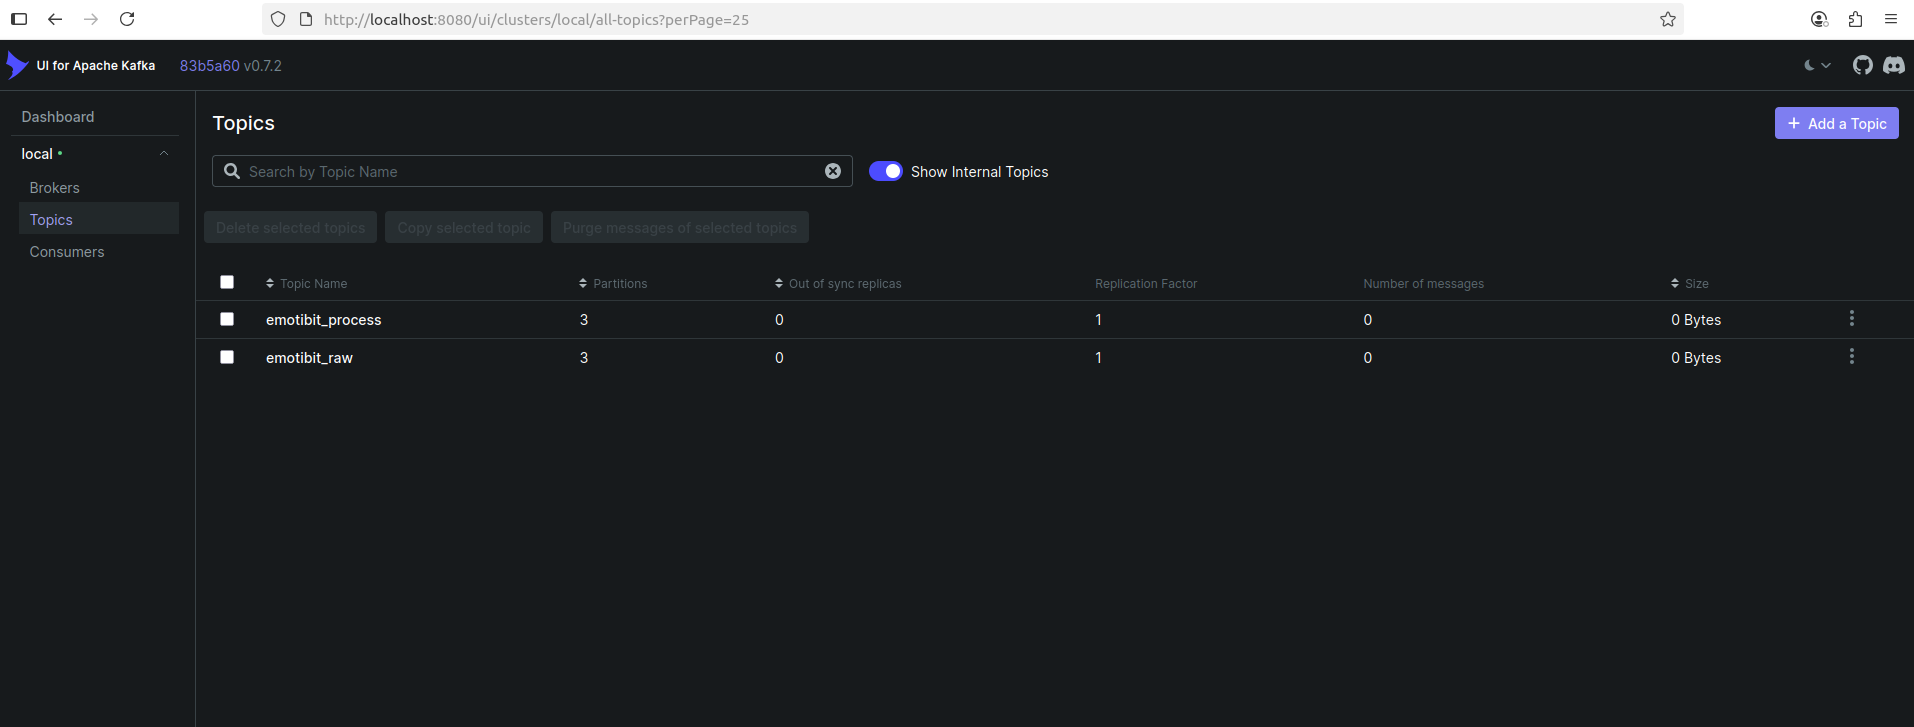 http://localhost:8080/ui/clusters/local/all-topics?perPage=25
UI for Apache Kafka 83b5a60 v0.7.2
Dashboard
local
Brokers
Topics
Consumers
Topics
Add a Topic
Search by Topic Name
Show Internal Topics
Delete selected topics Copy selected topic Purge messages of selected topics
Topic Name Partitions Out of sync replicas Replication Factor Number of messages Size
emotibit_process 3 0 1 0 0 Bytes
emotibit_raw 3 0 1 0 0 Bytes